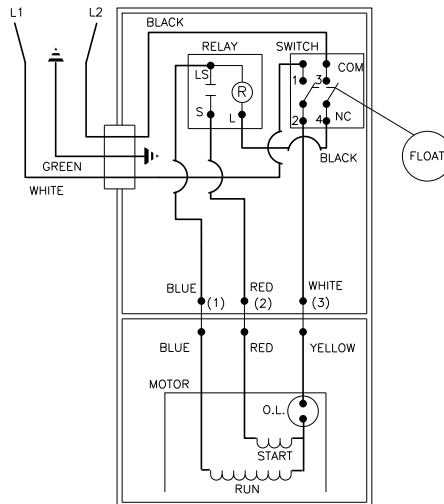 L1 L2
BLACK
RELAY SWITCH
LS COM
1 3
R
S L 2 4 NC
BLACK
FLOAT
GREEN
WHITE
BLUE RED WHITE
(1) (2) (3)
BLUE RED YELLOW
MOTOR
O.L.
START
RUN